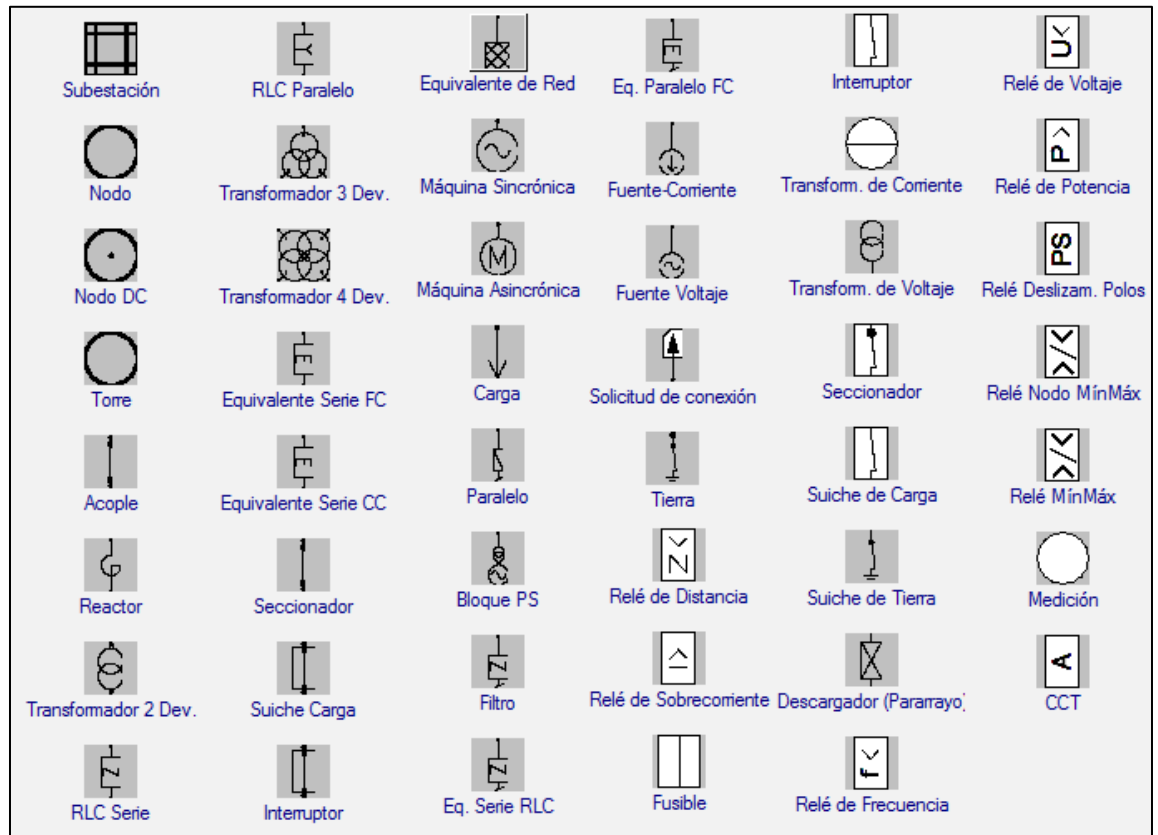 Subestación
RLC Paralelo
Equivalente de Red
Eq. Paralelo FC
Interruptor
U<
Relé de Voltaje
Nodo
Transformador 3 Dev.
Máquina Sincrónica
Fuente-Corriente
Transform. de Corriente
P>
Relé de Potencia
Nodo DC
Transformador 4 Dev.
M
Máquina Asincrónica
Fuente Voltaje
Transform. de Voltaje
PS
Relé Deslizam. Polos
Torre
E
Equivalente Serie FC
Carga
Solicitud de conexión
Seccionador
>/<
Relé Nodo MínMáx
Acople
E
Equivalente Serie CC
Paralelo
Tierra
Suiche de Carga
>/<
Relé MínMáx
Reactor
Seccionador
Bloque PS
Z<
Relé de Distancia
Suiche de Tierra
Medición
Transformador 2 Dev.
Suiche Carga
Z
Filtro
I>
Relé de Sobrecorriente
Descargador (Pararrayo)
A
CCT
Z
RLC Serie
Interruptor
Z
Eq. Serie RLC
Fusible
f<
Relé de Frecuencia